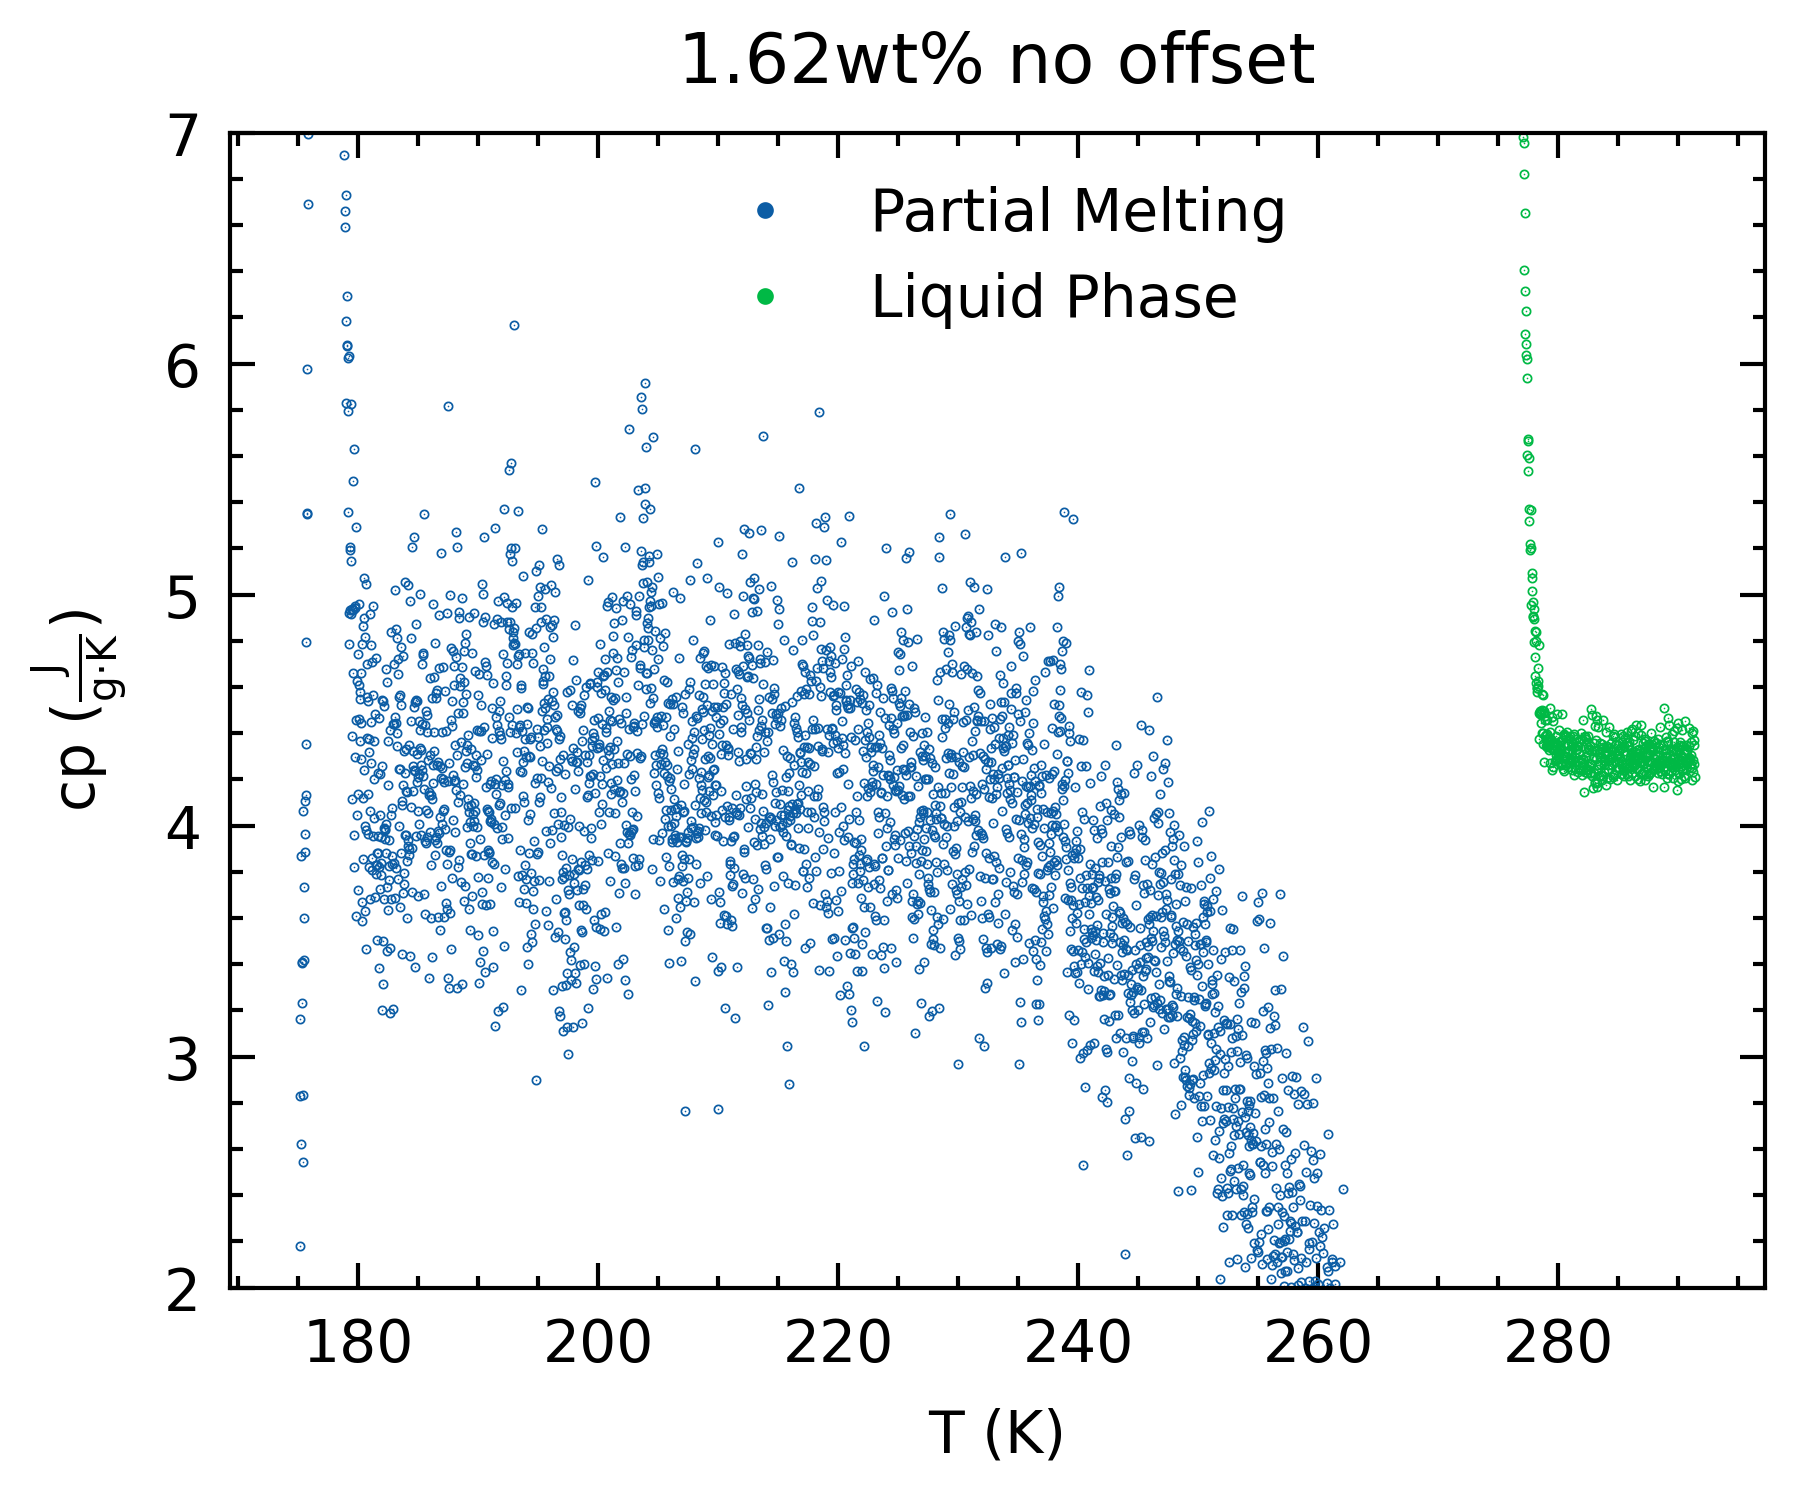 1.62wt% no offset
7
6
5
4
3
2
cp (J/g·K)
Partial Melting
Liquid Phase
180 200 220 240 260 280
T (K)